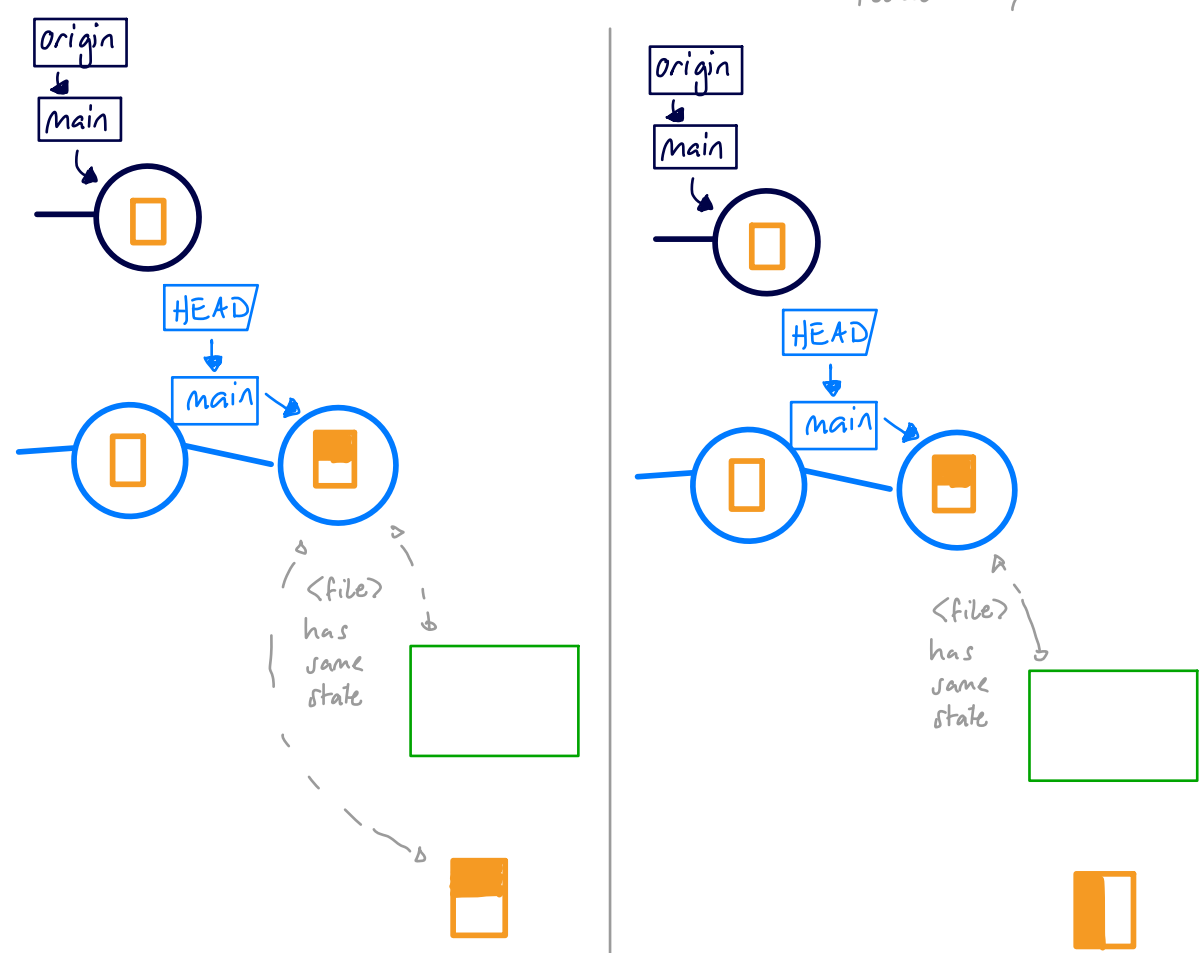 origin
main
HEAD
main
<file>
has
same
state
origin
main
HEAD
main
<file>
has
same
state